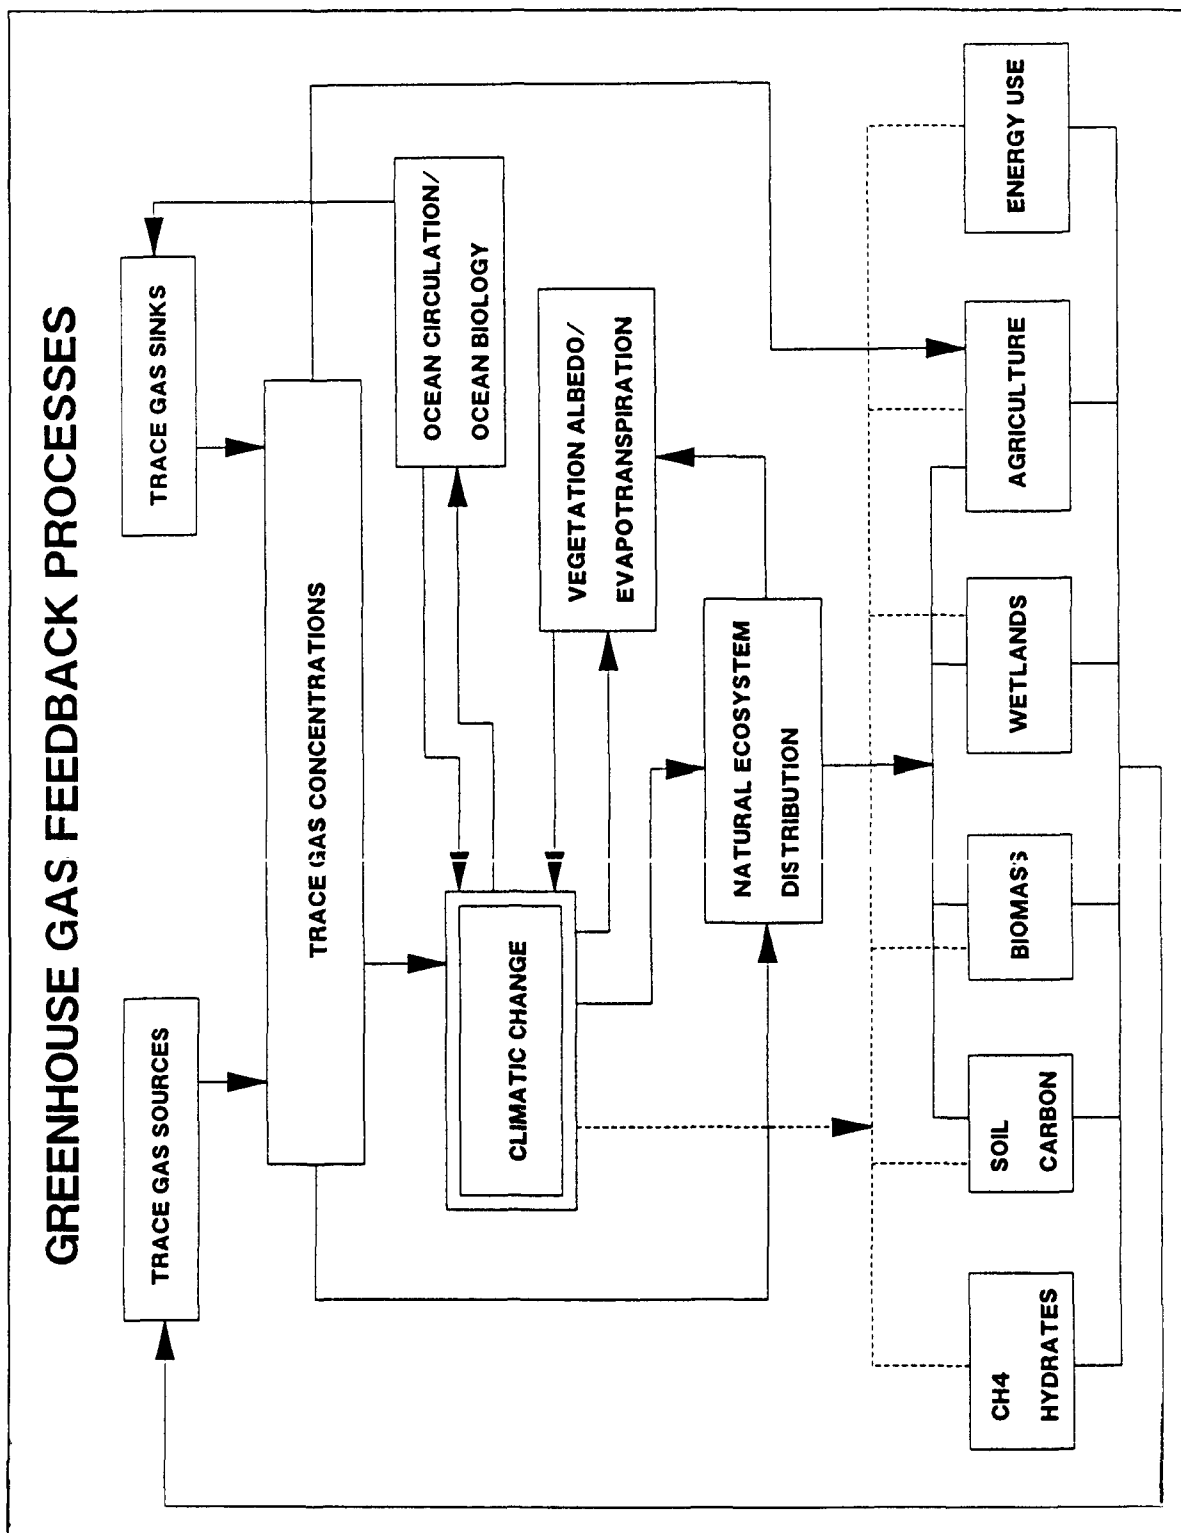 GREENHOUSE GAS FEEDBACK PROCESSES
TRACE GAS SOURCES
TRACE GAS SINKS
TRACE GAS CONCENTRATIONS
OCEAN CIRCULATION/
OCEAN BIOLOGY
CLIMATIC CHANGE
VEGETATION ALBEDO/
EVAPOTRANSPIRATION
NATURAL ECOSYSTEM
DISTRIBUTION
CH4
HYDRATES
SOIL
CARBON
BIOMASS
WETLANDS
AGRICULTURE
ENERGY USE